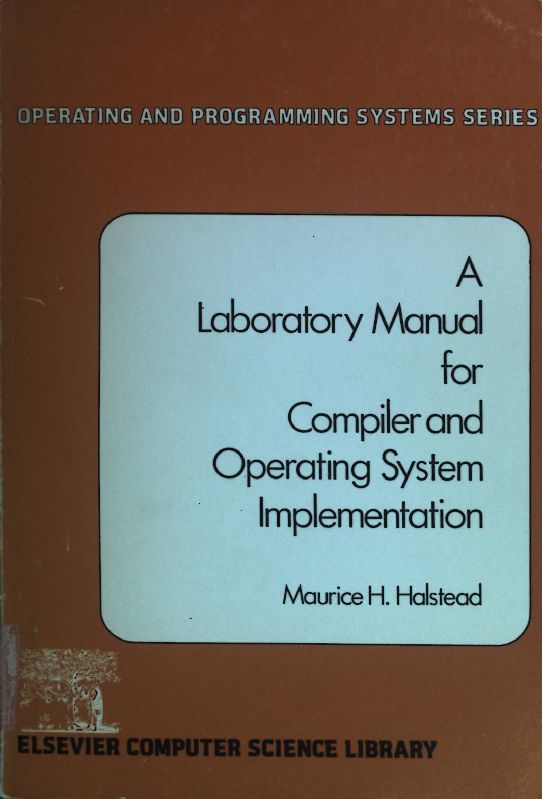 OPERATING AND PROGRAMMING SYSTEMS SERIES
A
Laboratory Manual
for
Compiler and
Operating System
Implementation
Maurice H. Halstead
ELSEVIER COMPUTER SCIENCE LIBRARY